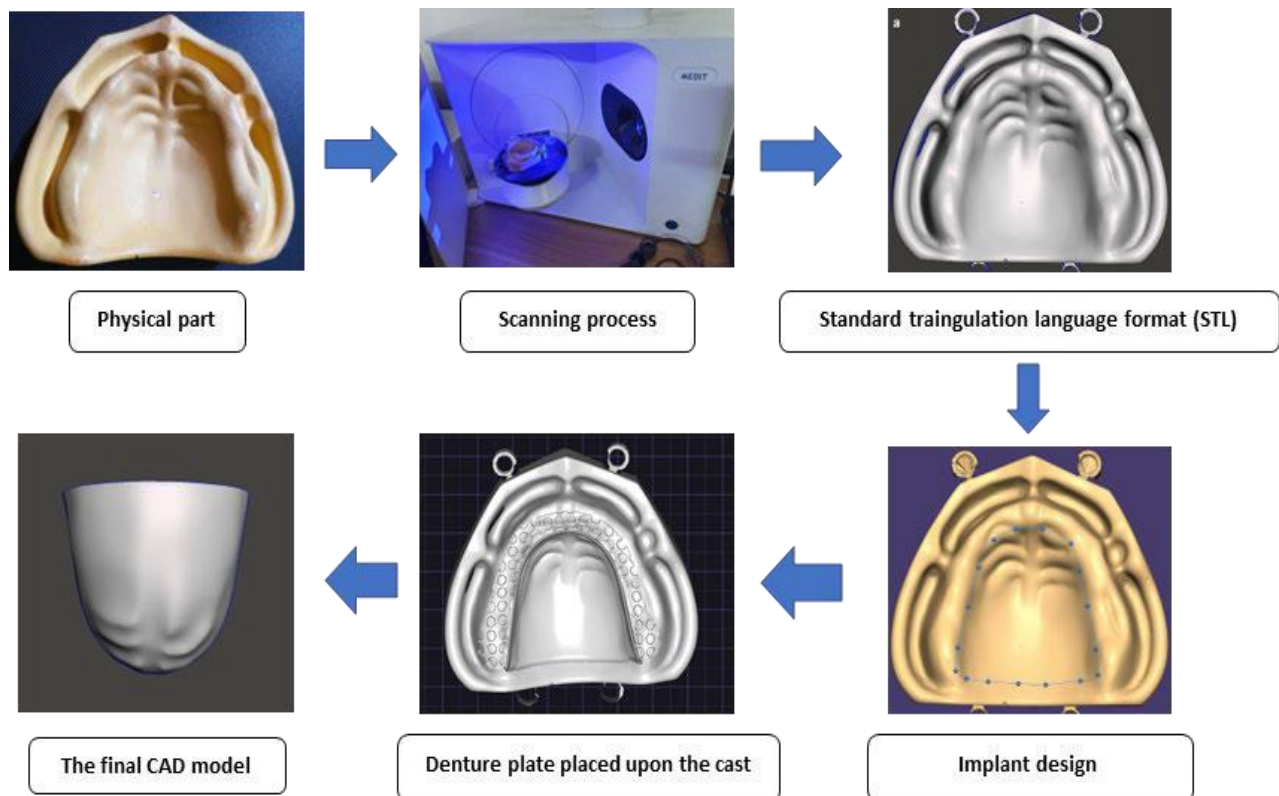 MEDIT
a
Physical part
Scanning process
Standard traingulation language format (STL)
The final CAD model
Denture plate placed upon the cast
Implant design